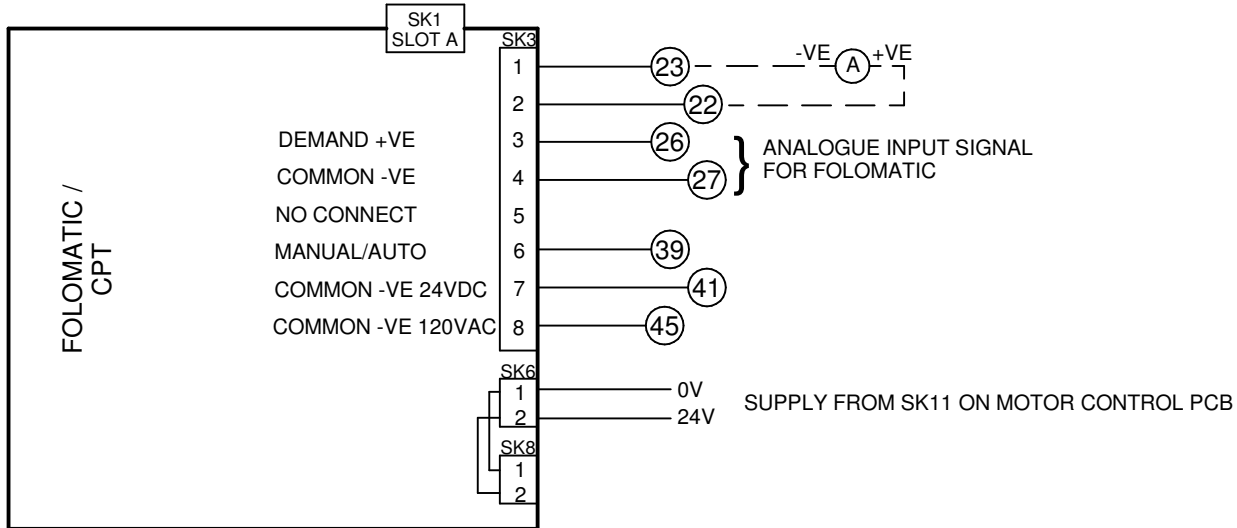 SK1
SLOT A
SK3
1
23
-VE
A
+VE
2
22
DEMAND +VE
3
26
ANALOGUE INPUT SIGNAL
FOR FOLOMATIC
COMMON -VE
4
27
NO CONNECT
5
MANUAL/AUTO
6
39
COMMON -VE 24VDC
7
41
COMMON -VE 120VAC
8
45
FOLOMATIC /
CPT
SK6
1
0V
2
24V
SUPPLY FROM SK11 ON MOTOR CONTROL PCB
SK8
1
2